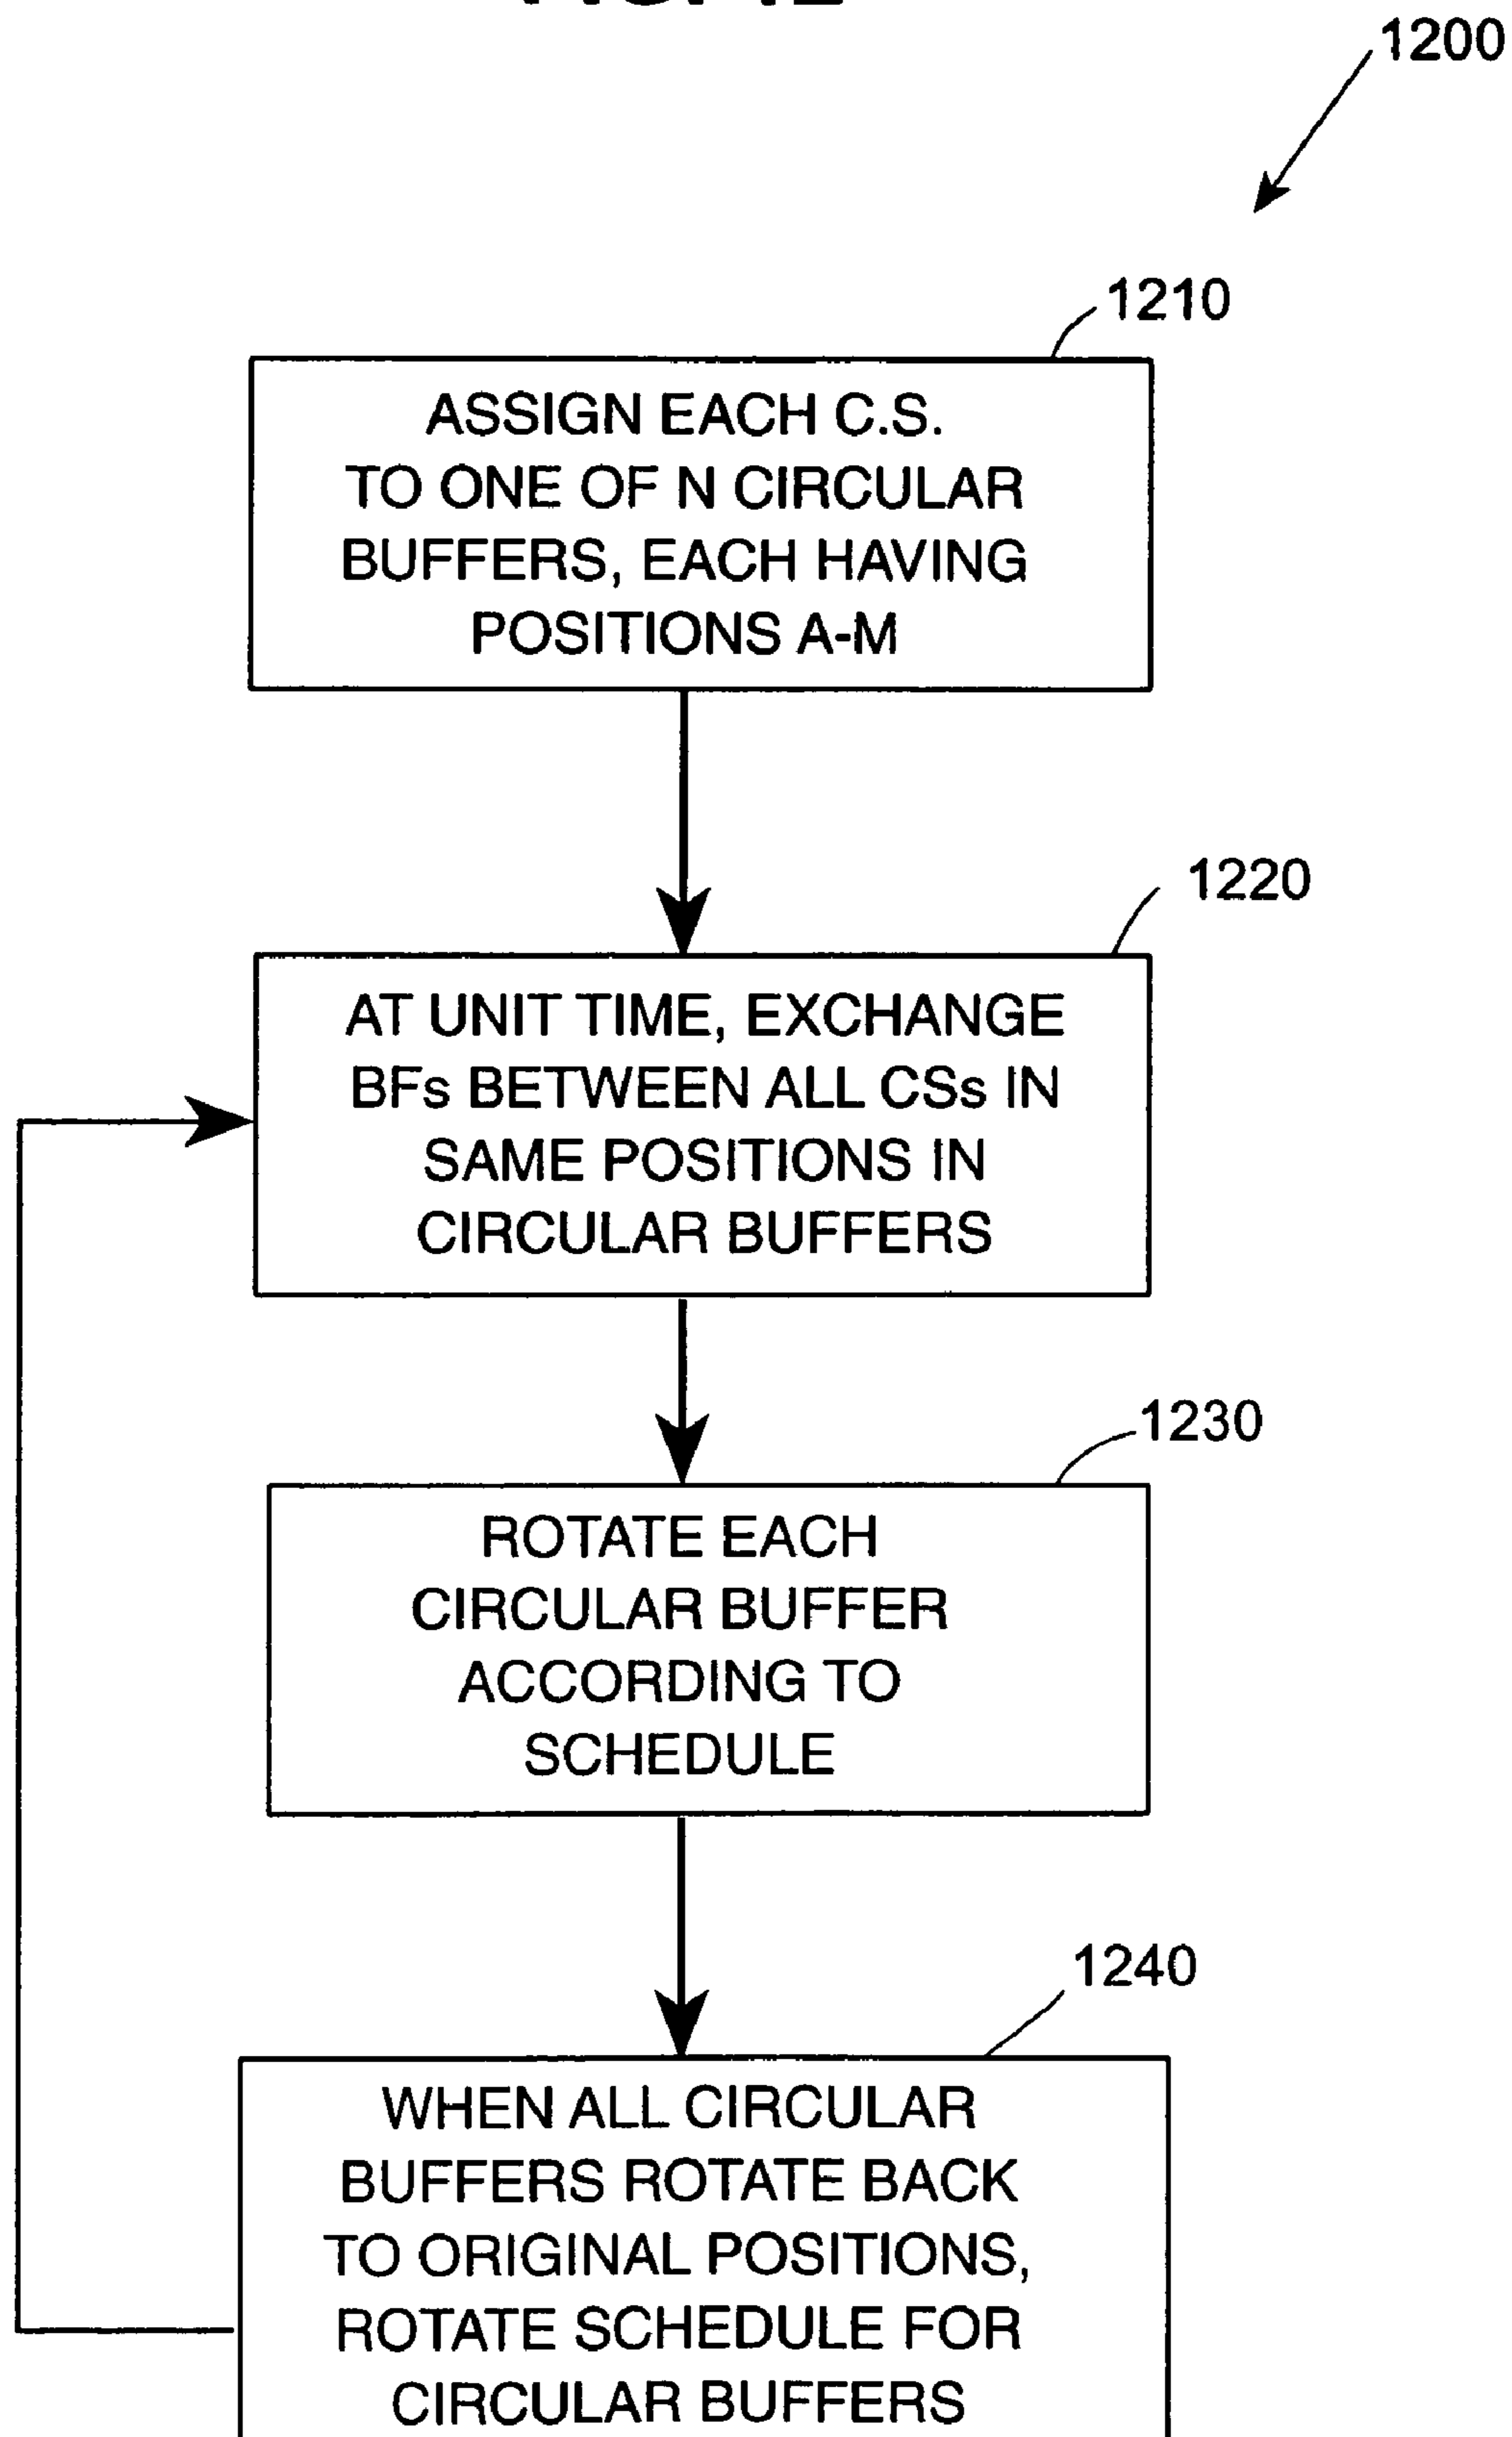 1200
1210
ASSIGN EACH C.S.
TO ONE OF N CIRCULAR
BUFFERS, EACH HAVING
POSITIONS A-M
1220
AT UNIT TIME, EXCHANGE
BFs BETWEEN ALL CSs IN
SAME POSITIONS IN
CIRCULAR BUFFERS
1230
ROTATE EACH
CIRCULAR BUFFER
ACCORDING TO
SCHEDULE
1240
WHEN ALL CIRCULAR
BUFFERS ROTATE BACK
TO ORIGINAL POSITIONS,
ROTATE SCHEDULE FOR
CIRCULAR BUFFERS